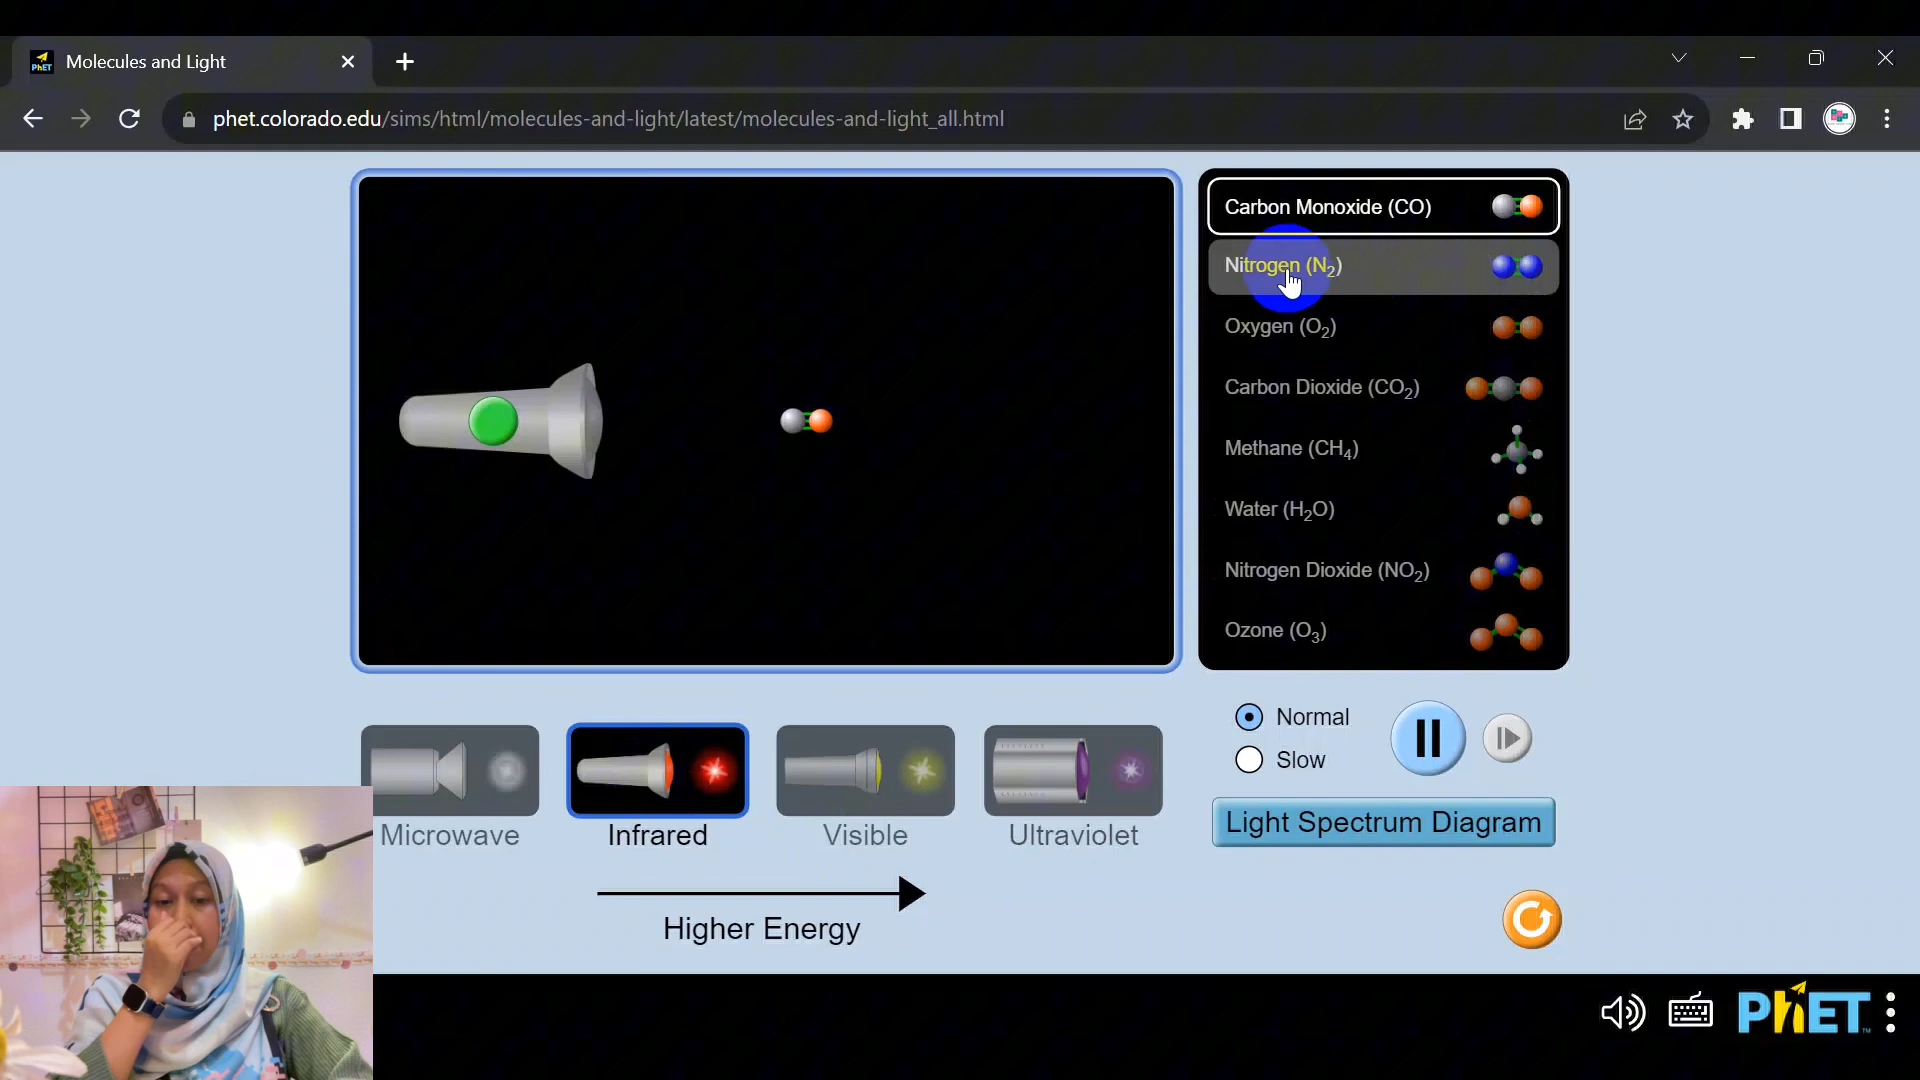 Molecules and Light
phet.colorado.edu/sims/html/molecules-and-light/latest/molecules-and-light_all.html
Carbon Monoxide (CO)
Nitrogen (N₂)
Oxygen (O₂)
Carbon Dioxide (CO₂)
Methane (CH₄)
Water (H₂O)
Nitrogen Dioxide (NO₂)
Ozone (O₃)
Normal
Slow
Microwave
Infrared
Visible
Ultraviolet
Light Spectrum Diagram
Higher Energy
PhET